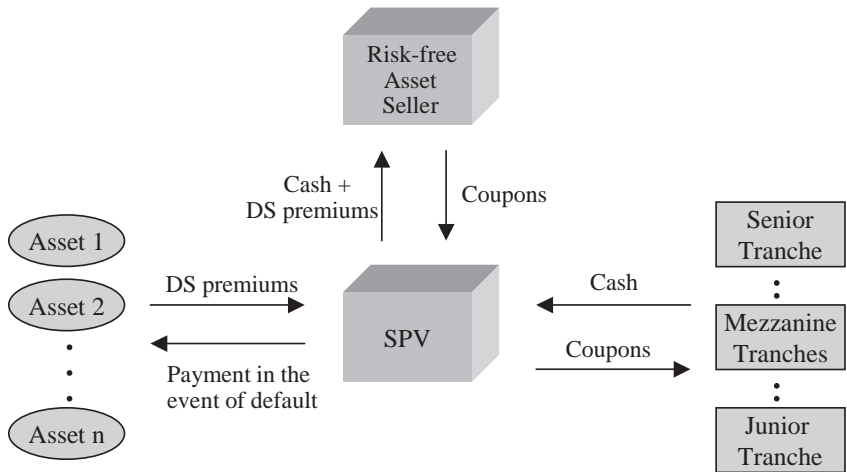 Risk-free
Asset
Seller
Cash +
DS premiums
Coupons
Asset 1
Asset 2
Asset n
DS premiums
Payment in the
event of default
SPV
Cash
Coupons
Senior
Tranche
Mezzanine
Tranches
Junior
Tranche